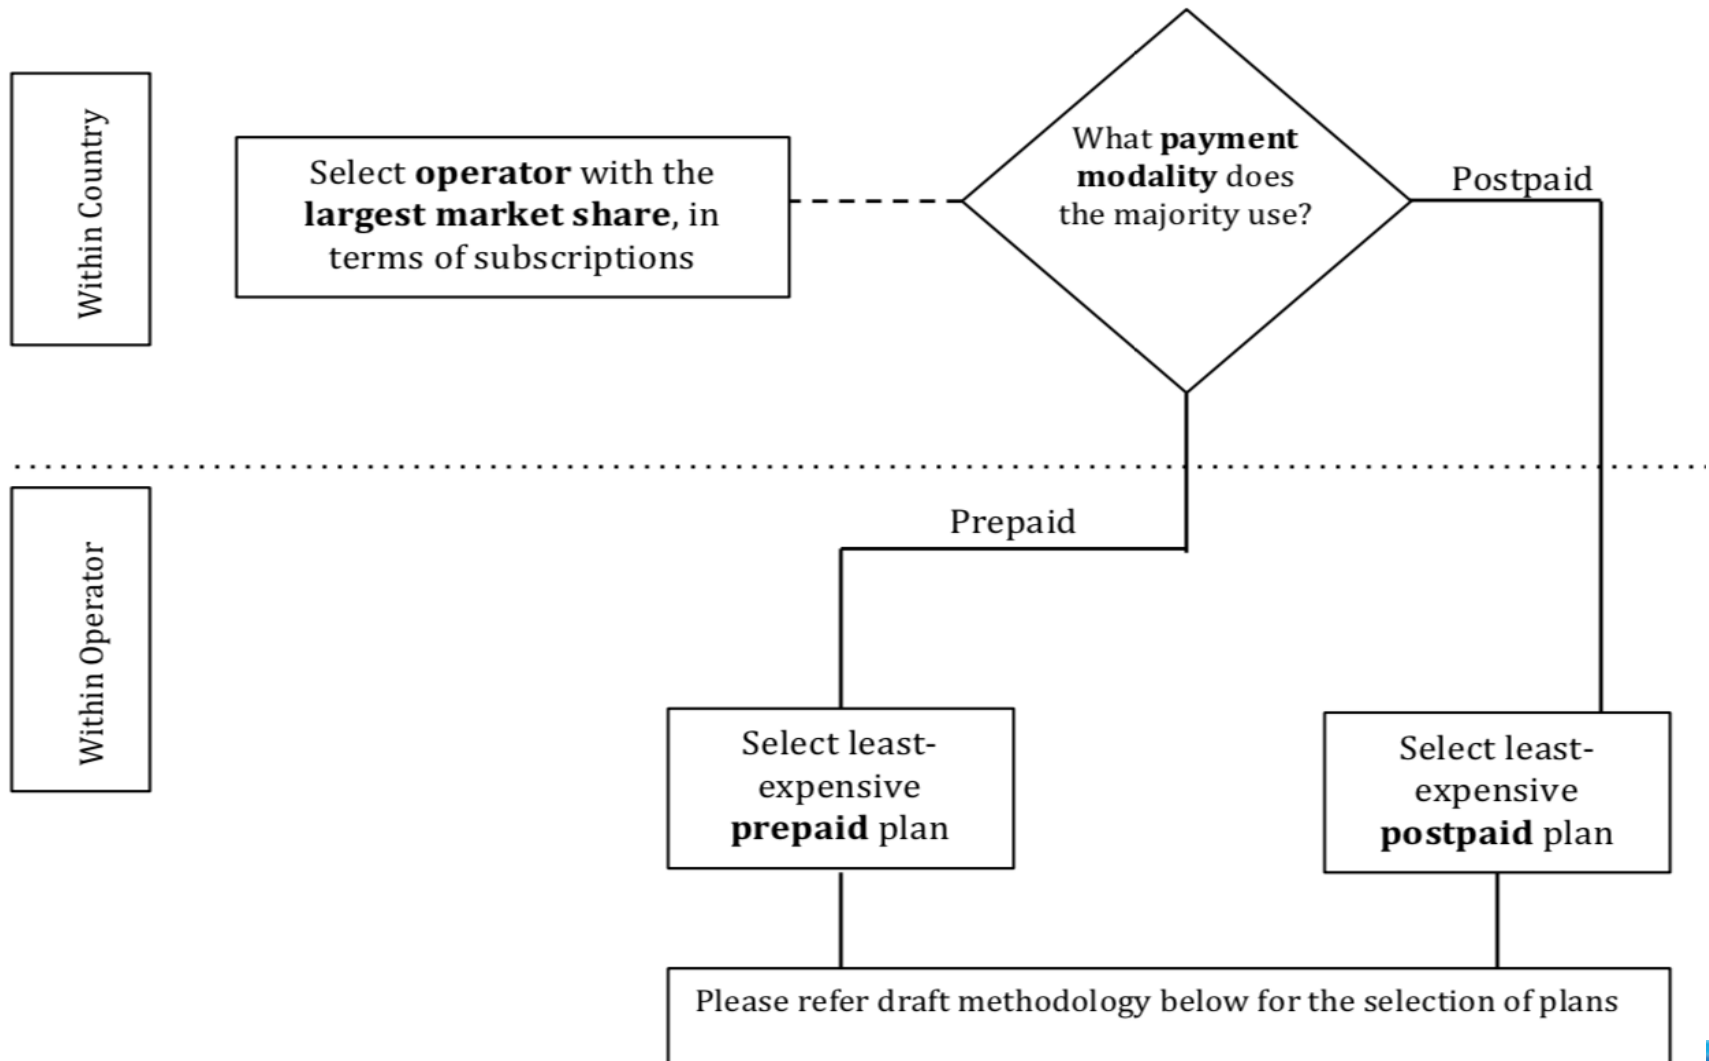 Within Country
Select operator with the
largest market share, in
terms of subscriptions
What payment
modality does
the majority use?
Postpaid
Within Operator
Prepaid
Select least-
expensive
prepaid plan
Select least-
expensive
postpaid plan
Please refer draft methodology below for the selection of plans